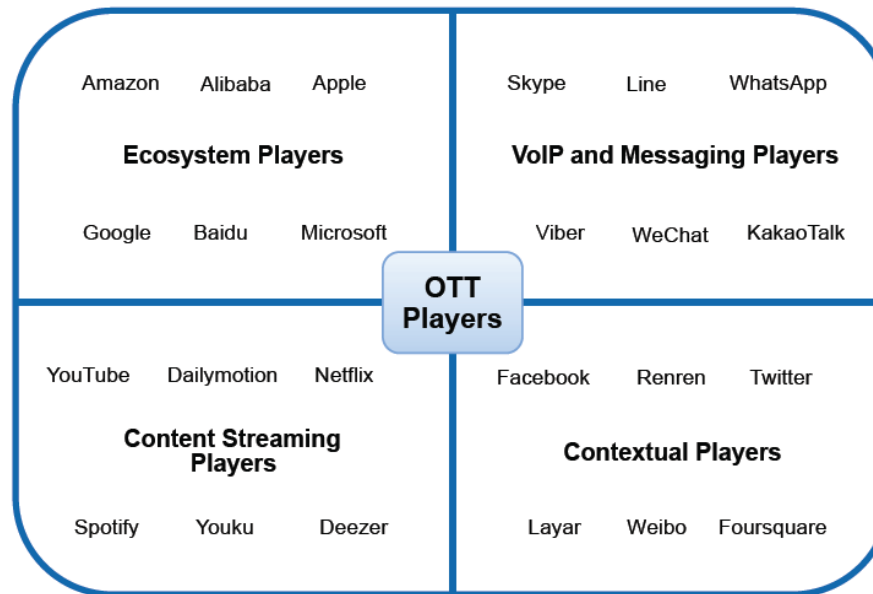 Amazon Alibaba Apple
Ecosystem Players
Google Baidu Microsoft
Skype Line WhatsApp
VoIP and Messaging Players
Viber WeChat KakaoTalk
OTT
Players
YouTube Dailymotion Netflix
Content Streaming
Players
Spotify Youku Deezer
Facebook Renren Twitter
Contextual Players
Layar Weibo Foursquare